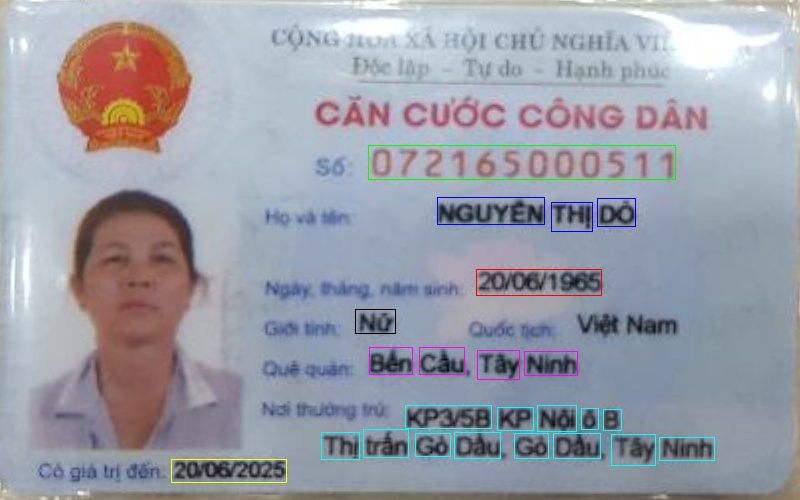 CỘNG HÒA XÃ HỘI CHỦ NGHĨA VIỆT
Độc lập - Tự do - Hạnh phúc
CĂN CƯỚC CÔNG DÂN
Số: 072165000511
Họ và tên: NGUYỄN THỊ DÒ
Ngày, tháng, năm sinh: 20/06/1965
Giới tính: Nữ Quốc tịch: Việt Nam
Quê quán: Bến Cầu, Tây Ninh
Nơi thường trú: KP3/5B KP Nội ô B
Thị trấn Gò Dầu, Gò Dầu, Tây Ninh
Có giá trị đến: 20/06/2025